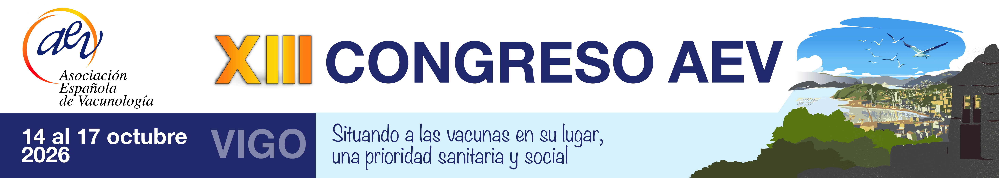 aev
Asociación
Española
de Vacunología
XIII CONGRESO AEV
14 al 17 octubre
2026
VIGO
Situando a las vacunas en su lugar,
una prioridad sanitaria y social